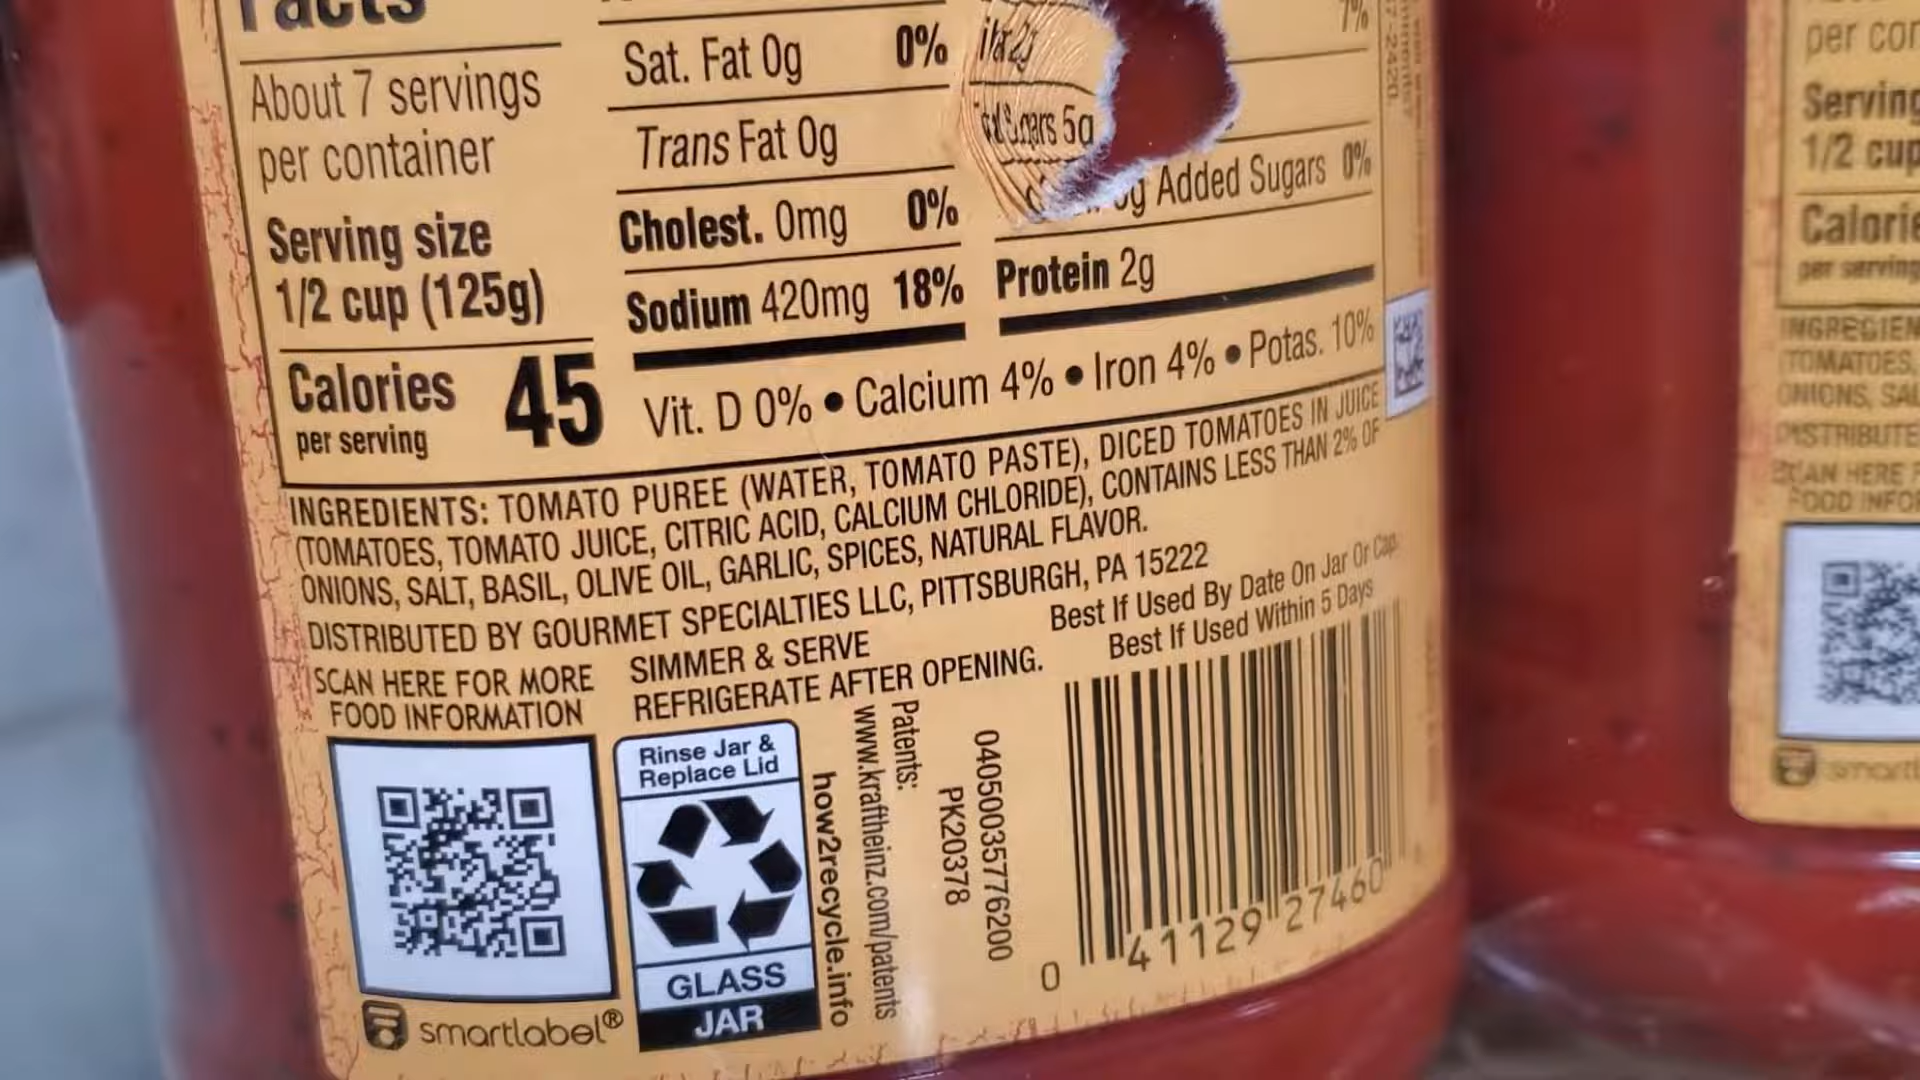 Facts
About 7 servings
per container
Serving size
1/2 cup (125g)
Calories 45
per serving
Sat. Fat 0g 0%
Trans Fat 0g
Cholest. 0mg 0%
Sodium 420mg 18%
7%
Sugars 5g
0g Added Sugars 0%
Protein 2g
Vit. D 0% • Calcium 4% • Iron 4% • Potas. 10%
INGREDIENTS: TOMATO PUREE (WATER, TOMATO PASTE), DICED TOMATOES IN JUICE
(TOMATOES, TOMATO JUICE, CITRIC ACID, CALCIUM CHLORIDE), CONTAINS LESS THAN 2% OF
ONIONS, SALT, BASIL, OLIVE OIL, GARLIC, SPICES, NATURAL FLAVOR.
DISTRIBUTED BY GOURMET SPECIALTIES LLC, PITTSBURGH, PA 15222
SCAN HERE FOR MORE
FOOD INFORMATION
SIMMER & SERVE
REFRIGERATE AFTER OPENING.
Best If Used By Date On Jar Or Cap
Best If Used Within 5 Days
Rinse Jar &
Replace Lid
GLASS
JAR
how2recycle.info
Patents:
www.kraftheinz.com/patents
04050035776200
PK20378
0 41129 27460
smartlabel®
per
Serving
1/2 cup
Calorie
per serving
INGREDIEN
TOMATOES,
ONIONS, SAL
DISTRIBUTE
SCAN HERE F
FOOD INFO
smartl